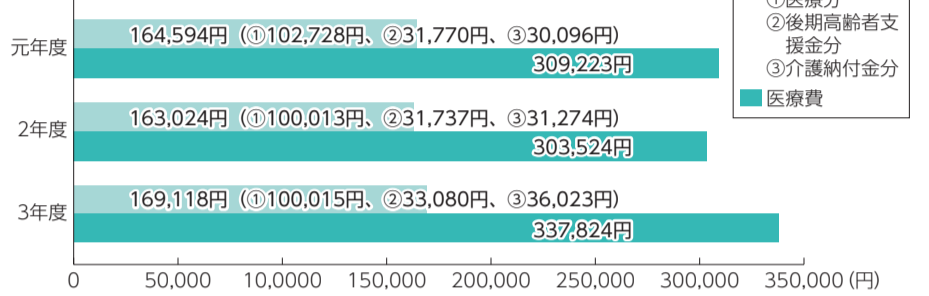 ①医療分
②後期高齢者支
援金分
③介護納付金分
医療費
元年度
164,594円（①102,728円、②31,770円、③30,096円）
309,223円
2年度
163,024円（①100,013円、②31,737円、③31,274円）
303,524円
3年度
169,118円（①100,015円、②33,080円、③36,023円）
337,824円
0 50,000 10,0000 150,000 200,000 250,000 300,000 350,000 (円)